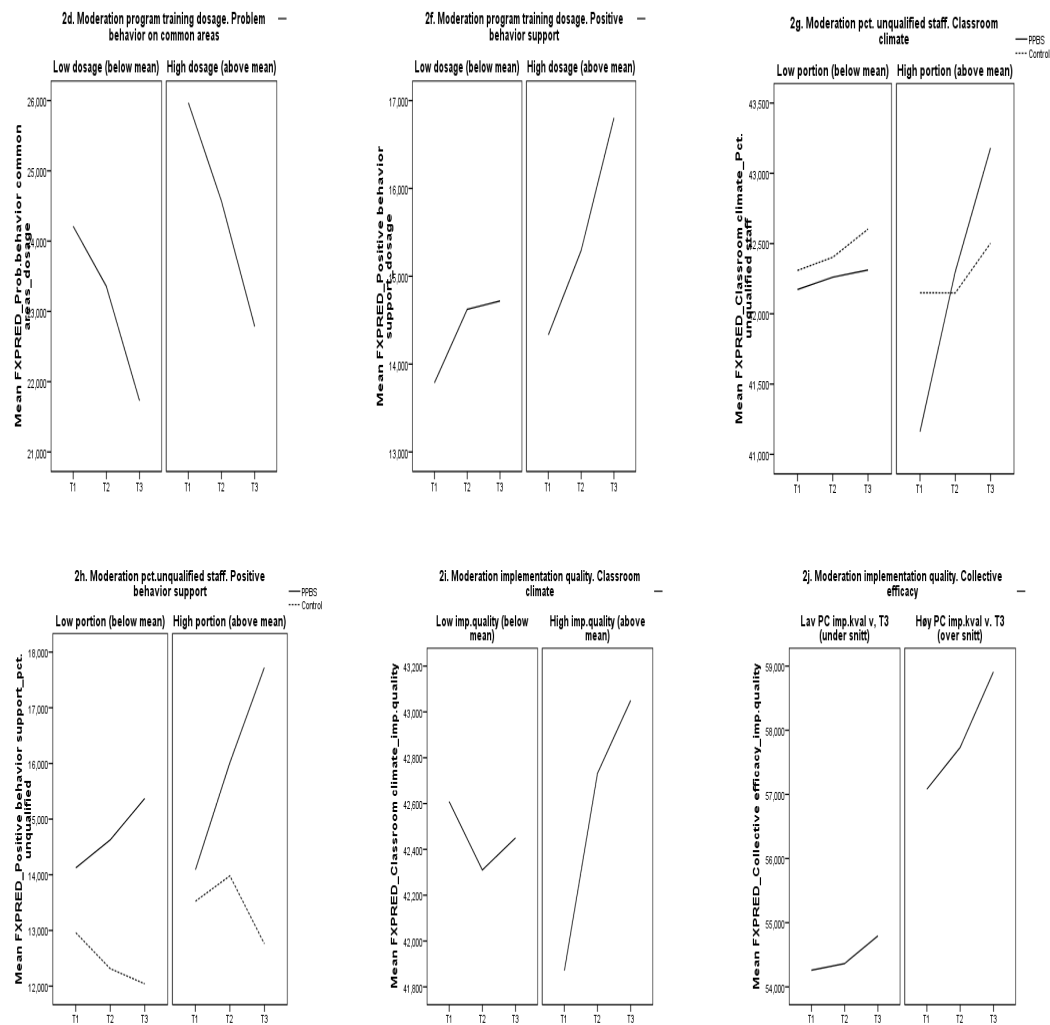 2d. Moderation program training dosage. Problem
behavior on common areas
Low dosage (below mean)
High dosage (above mean)
Mean FXPRED_Prob.behavior common
areas_dosage
26,000
25,000
24,000
23,000
22,000
21,000
T1
T2
T3
T1
T2
T3
2f. Moderation program training dosage. Positive
behavior support
Low dosage (below mean)
High dosage (above mean)
Mean FXPRED_Positive behavior
support_dosage
17,000
16,000
15,000
14,000
13,000
T1
T2
T3
T1
T2
T3
2g. Moderation pct. unqualified staff. Classroom
climate
PPBS
Control
Low portion (below mean)
High portion (above mean)
Mean FXPRED_Classroom climate_Pct.
unqualified staff
43,500
43,000
42,500
42,000
41,500
41,000
T1
T2
T3
T1
T2
T3
2h. Moderation pct.unqualified staff. Positive
behavior support
PPBS
Control
Low portion (below mean)
High portion (above mean)
Mean FXPRED_Positive behavior support_pct.
unqualified
18,000
17,000
16,000
15,000
14,000
13,000
12,000
T1
T2
T3
T1
T2
T3
2i. Moderation implementation quality. Classroom
climate
Low imp.quality (below
mean)
High imp.quality (above
mean)
Mean FXPRED_Classroom climate_imp.quality
43,200
43,000
42,800
42,600
42,400
42,200
42,000
41,800
T1
T2
T3
T1
T2
T3
2j. Moderation implementation quality. Collective
efficacy
Lav PC imp.kval v, T3
(under snitt)
Høy PC imp.kval v. T3
(over snitt)
Mean FXPRED_Collective efficacy_imp.quality
59,000
58,000
57,000
56,000
55,000
54,000
T1
T2
T3
T1
T2
T3